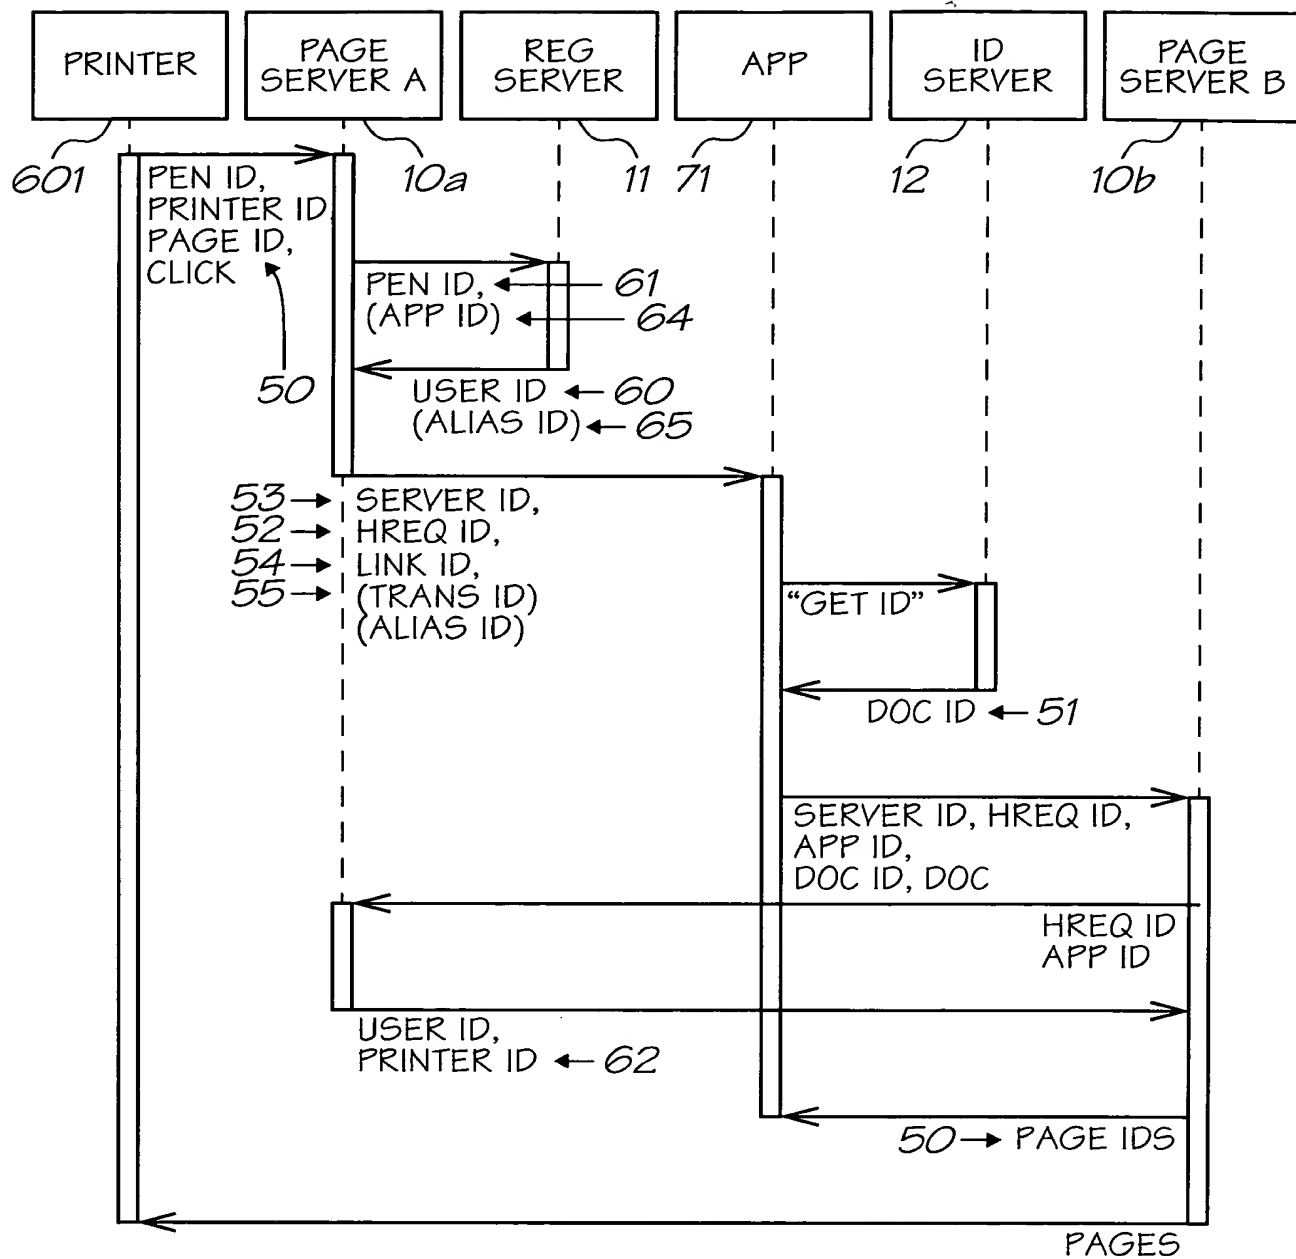 PRINTER
PAGE
SERVER A
REG
SERVER
APP
ID
SERVER
PAGE
SERVER B
601
10a
11
71
12
10b
PEN ID,
PRINTER ID
PAGE ID,
CLICK
50
PEN ID,
61
(APP ID)
64
USER ID
60
(ALIAS ID)
65
53
SERVER ID,
52
HREQ ID,
54
LINK ID,
55
(TRANS ID)
(ALIAS ID)
"GET ID"
DOC ID
51
SERVER ID, HREQ ID,
APP ID,
DOC ID, DOC
HREQ ID
APP ID
USER ID,
PRINTER ID
62
50
PAGE IDS
PAGES